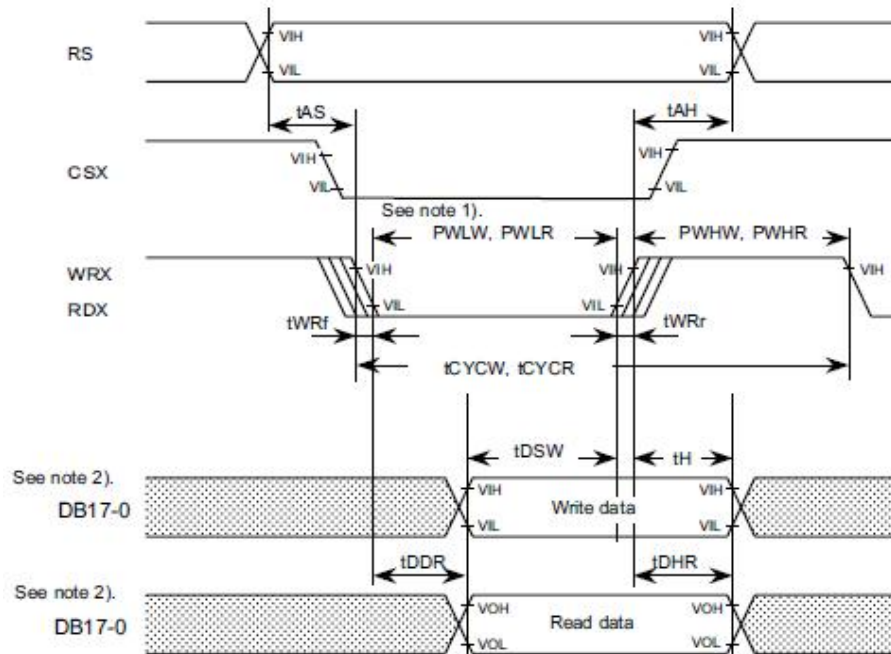 RS
VIH
VIL
VIH
VIL
tAS
tAH
CSX
VIH
VIL
VIH
VIL
See note 1).
PWLW, PWLR
PWHW, PWHR
WRX
RDX
VIH
VIL
VIH
VIL
VIH
tWRf
tWRr
tCYCW, tCYCR
tDSW
tH
See note 2).
DB17-0
VIH
VIL
Write data
VIH
VIL
tDDR
tDHR
See note 2).
DB17-0
VOH
VOL
Read data
VOH
VOL